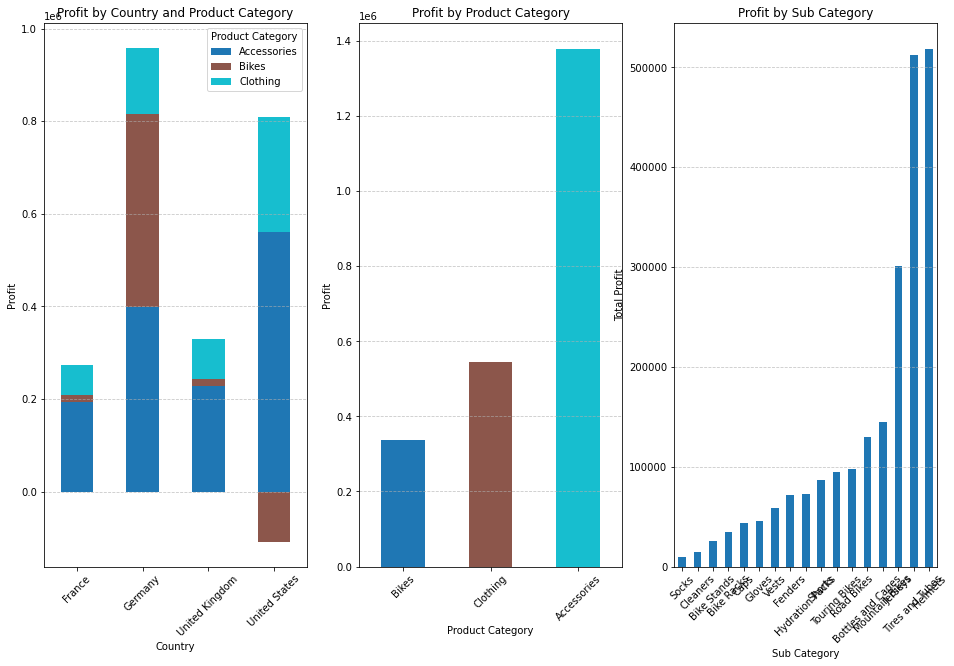 Profit by Country and Product Category
1e6
1.0
0.8
0.6
0.4
0.2
0.0
Profit
Product Category
Accessories
Bikes
Clothing
France
Germany
United Kingdom
United States
Country
Profit by Product Category
1e6
1.4
1.2
1.0
0.8
0.6
0.4
0.2
0.0
Profit
Bikes
Clothing
Accessories
Product Category
Profit by Sub Category
500000
400000
300000
200000
100000
0
Total Profit
Socks
Cleaners
Bike Stands
Bike Racks
Caps
Gloves
Vests
Fenders
Hydration Packs
Shorts
Touring Bikes
Road Bikes
Bottles and Cages
Mountain Bikes
Jerseys
Tires and Tubes
Helmets
Sub Category